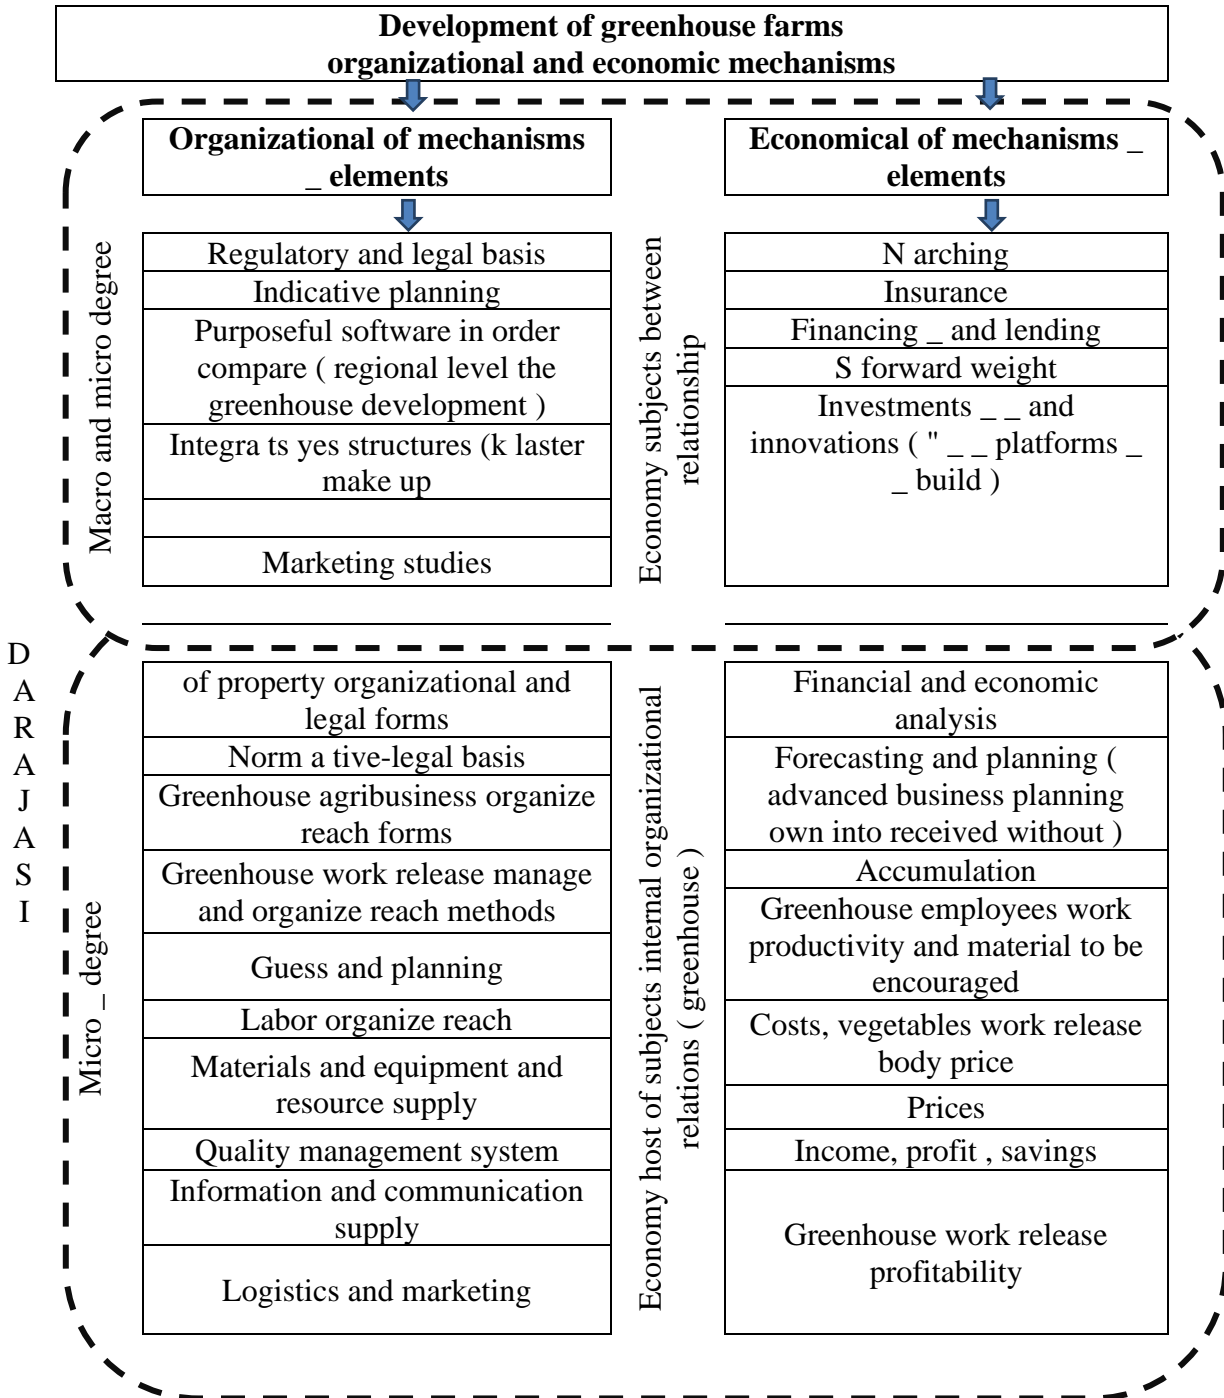 Development of greenhouse farms
organizational and economic mechanisms
Organizational of mechanisms
_ elements
Economical of mechanisms _
elements
Macro and micro degree
Regulatory and legal basis
Indicative planning
Purposeful software in order
compare ( regional level the
greenhouse development )
Integra ts yes structures (k laster
make up
Marketing studies
Economy subjects between
relationship
N arching
Insurance
Financing _ and lending
S forward weight
Investments _ _ and
innovations ( " _ _ platforms _
_ build )
D
A
R
A
J
A
S
I
Micro _ degree
of property organizational and
legal forms
Norm a tive-legal basis
Greenhouse agribusiness organize
reach forms
Greenhouse work release manage
and organize reach methods
Guess and planning
Labor organize reach
Materials and equipment and
resource supply
Quality management system
Information and communication
supply
Logistics and marketing
Economy host of subjects internal organizational
relations ( greenhouse )
Financial and economic
analysis
Forecasting and planning (
advanced business planning
own into received without )
Accumulation
Greenhouse employees work
productivity and material to be
encouraged
Costs, vegetables work release
body price
Prices
Income, profit , savings
Greenhouse work release
profitability